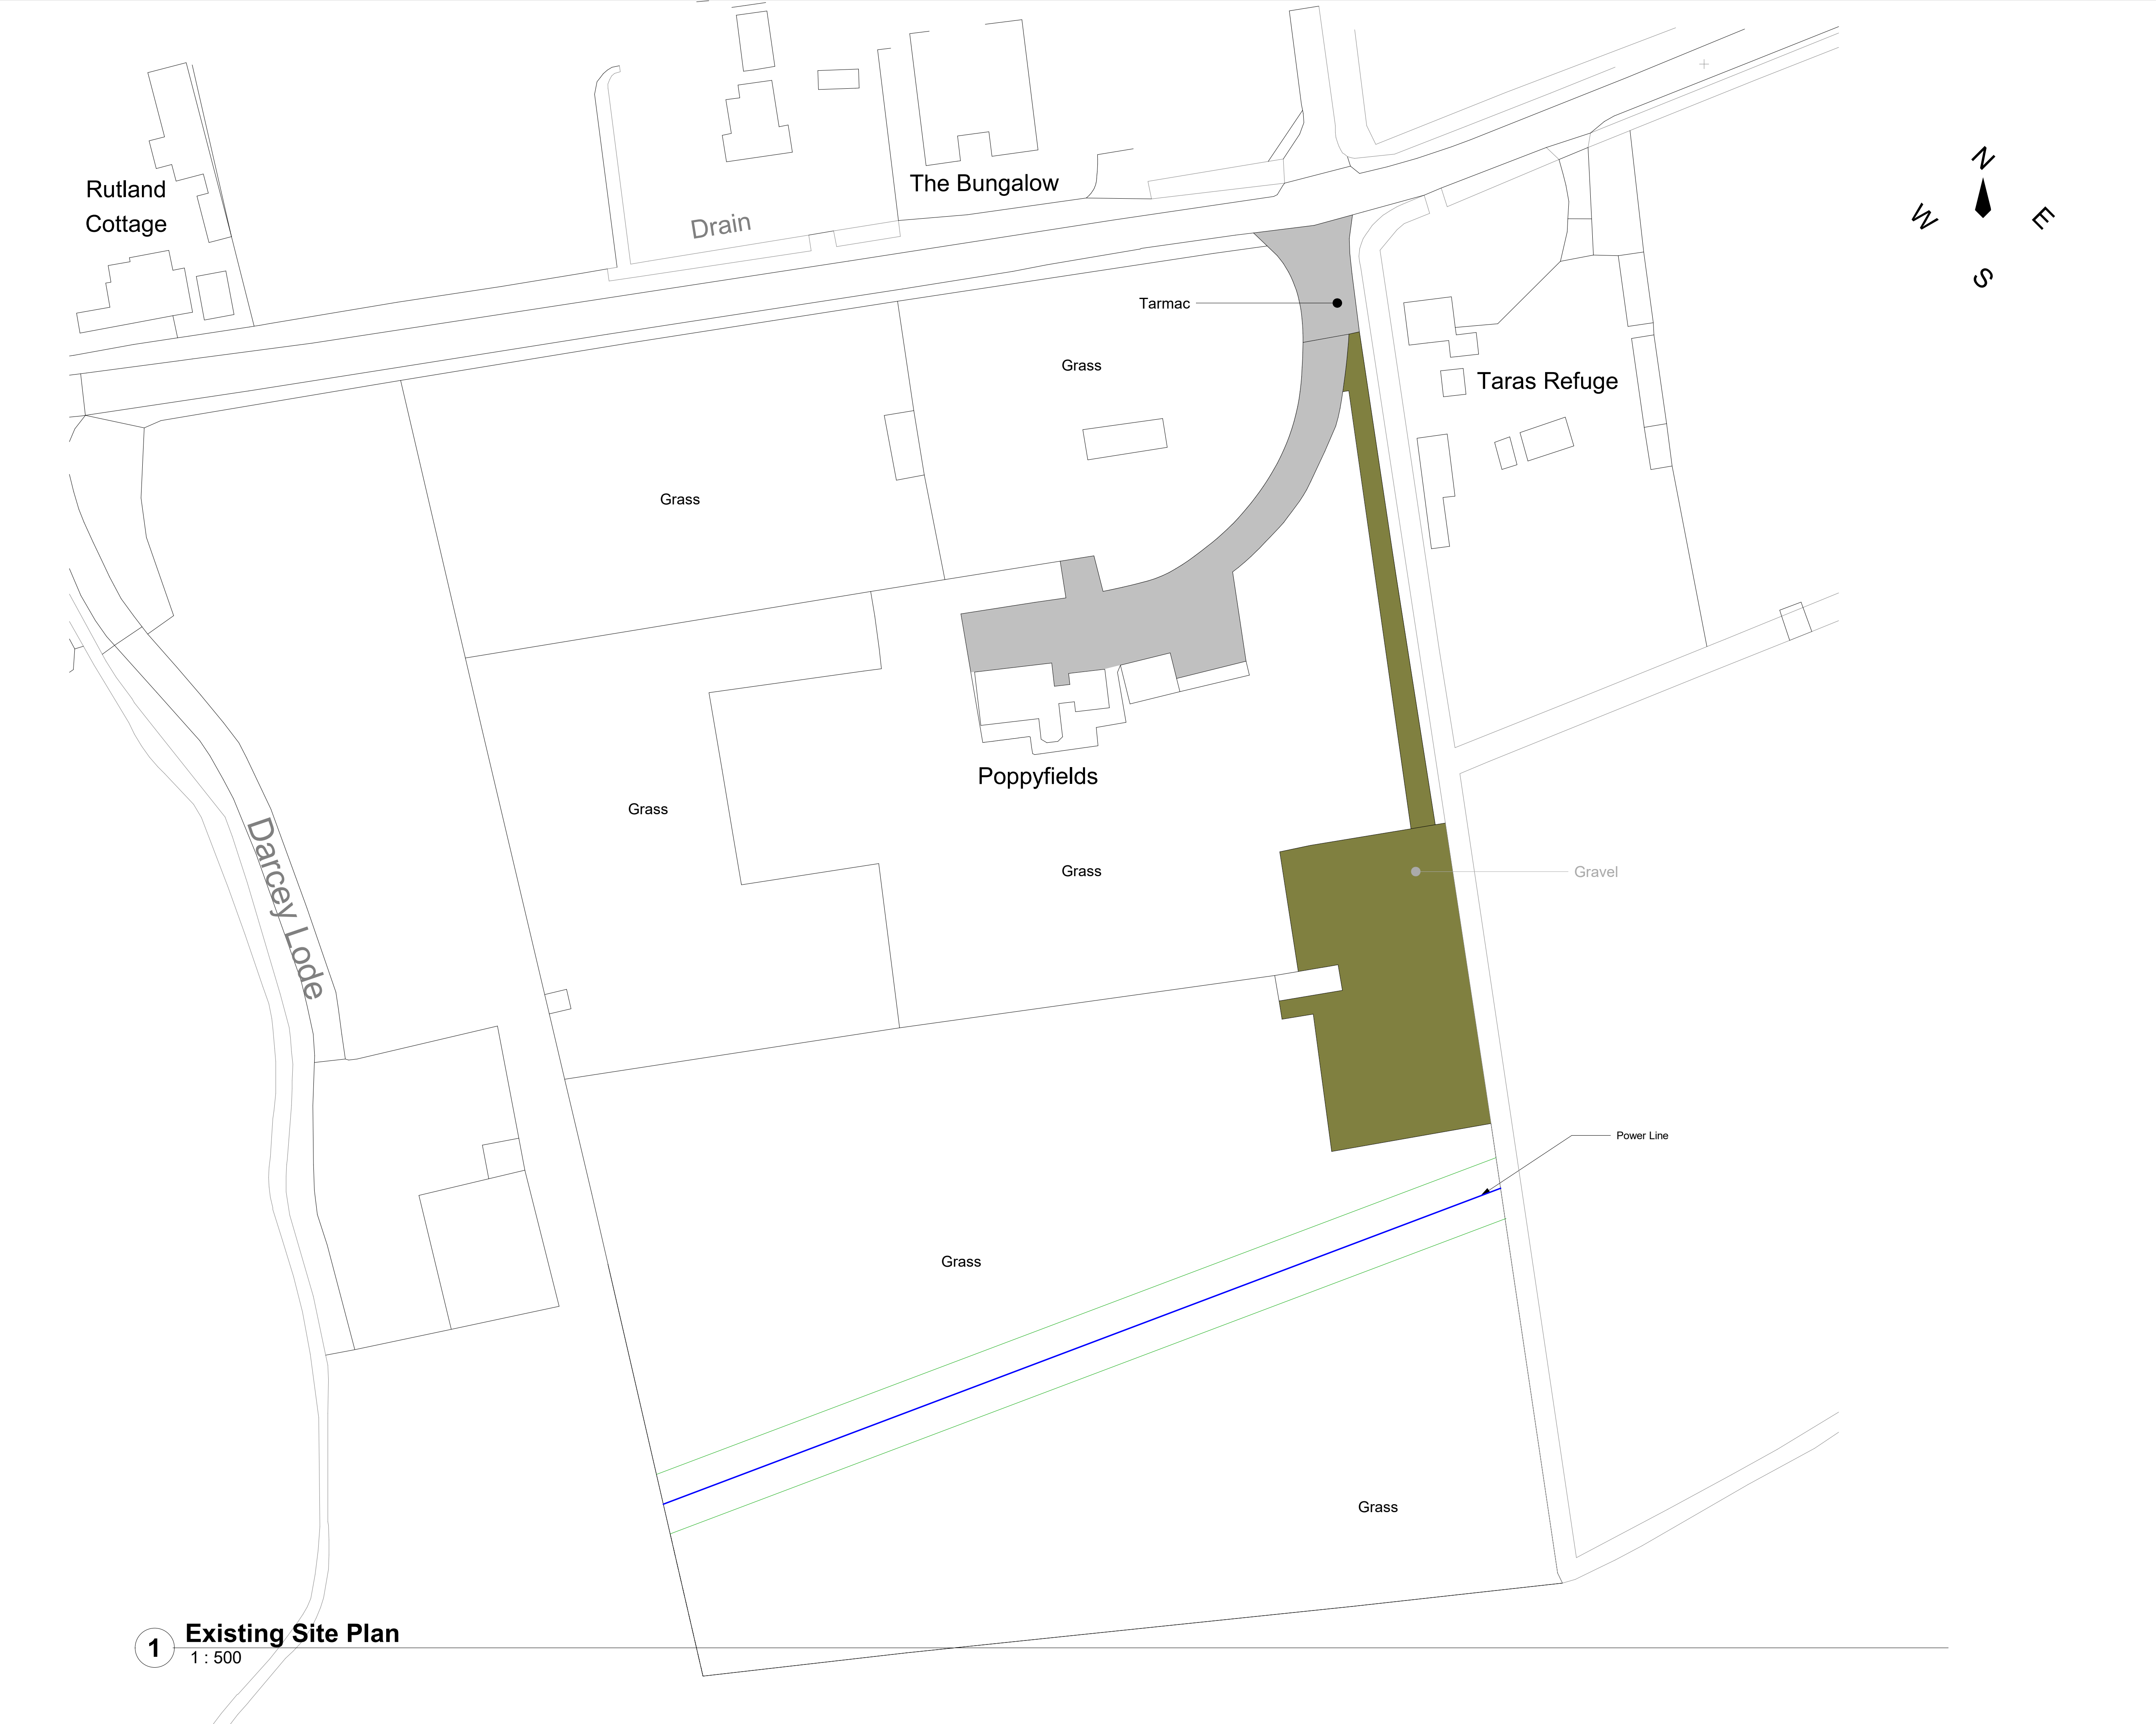 N
W
E
S
Rutland
Cottage
The Bungalow
Drain
Tarmac
Grass
Taras Refuge
Grass
Poppyfields
Grass
Grass
Gravel
Darcey Lode
Power Line
Grass
Grass
1
Existing Site Plan
1 : 500